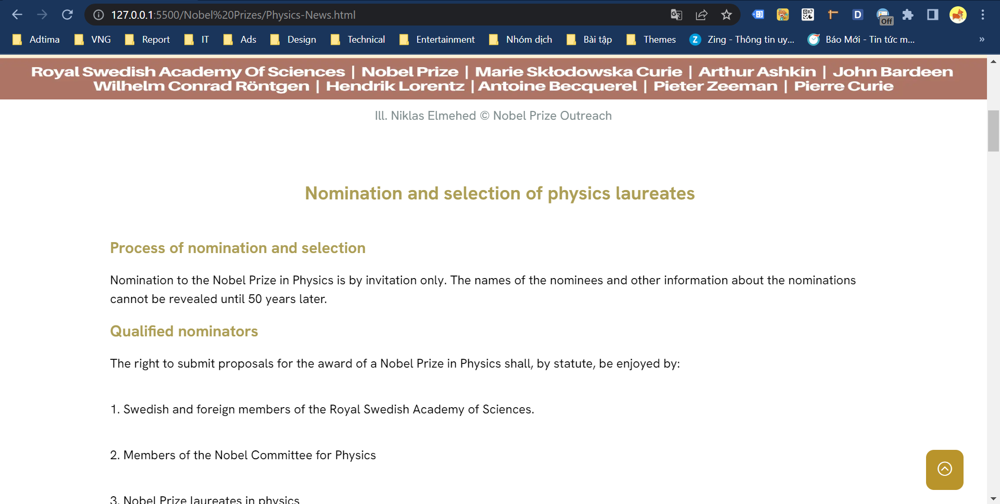 127.0.0.1:5500/Nobel%20Prizes/Physics-News.html
Off
Adtima VNG Report IT Ads Design Technical Entertainment Nhóm dịch Bài tập Themes Zing - Thông tin uy... Báo Mới - Tin tức m... »
Royal Swedish Academy Of Sciences | Nobel Prize | Marie Skłodowska Curie | Arthur Ashkin | John Bardeen
Wilhelm Conrad Röntgen | Hendrik Lorentz | Antoine Becquerel | Pieter Zeeman | Pierre Curie
Ill. Niklas Elmehed © Nobel Prize Outreach
Nomination and selection of physics laureates
Process of nomination and selection
Nomination to the Nobel Prize in Physics is by invitation only. The names of the nominees and other information about the nominations
cannot be revealed until 50 years later.
Qualified nominators
The right to submit proposals for the award of a Nobel Prize in Physics shall, by statute, be enjoyed by:
1. Swedish and foreign members of the Royal Swedish Academy of Sciences.
2. Members of the Nobel Committee for Physics
3. Nobel Prize laureates in physics